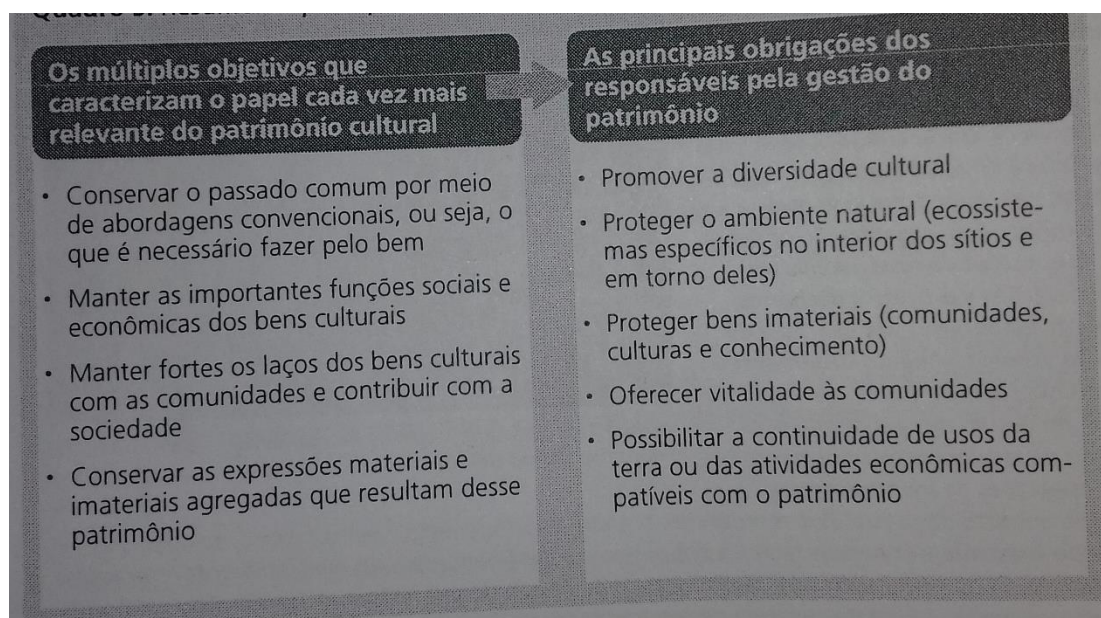 Os múltiplos objetivos que
caracterizam o papel cada vez mais
relevante do patrimônio cultural
• Conservar o passado comum por meio
de abordagens convencionais, ou seja, o
que é necessário fazer pelo bem
• Manter as importantes funções sociais e
econômicas dos bens culturais
• Manter fortes os laços dos bens culturais
com as comunidades e contribuir com a
sociedade
• Conservar as expressões materiais e
imateriais agregadas que resultam desse
patrimônio
As principais obrigações dos
responsáveis pela gestão do
patrimônio
• Promover a diversidade cultural
• Proteger o ambiente natural (ecossiste-
mas específicos no interior dos sítios e
em torno deles)
• Proteger bens imateriais (comunidades,
culturas e conhecimento)
• Oferecer vitalidade às comunidades
• Possibilitar a continuidade de usos da
terra ou das atividades econômicas com-
patíveis com o patrimônio